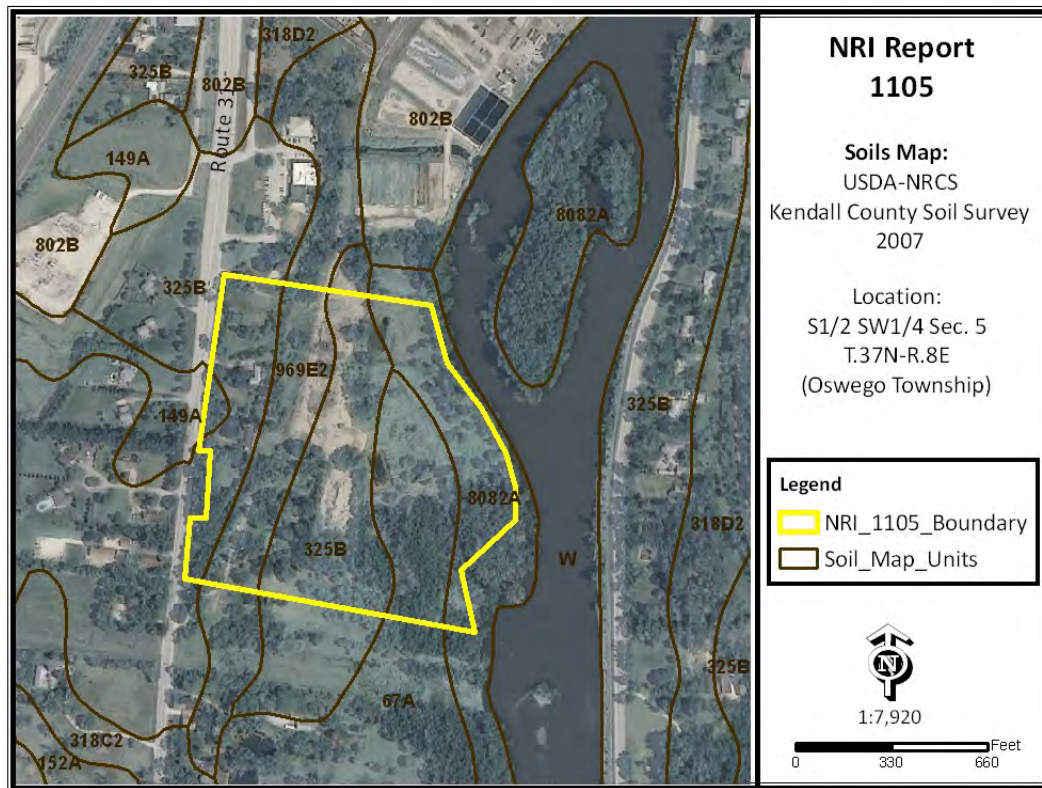 318D2
325B
802B
Route 31
802B
149A
8082A
802B
325B
969E2
149A
325B
8082A
325B
318D2
W
325B
67A
318C2
152A
NRI Report
1105
Soils Map:
USDA-NRCS
Kendall County Soil Survey
2007
Location:
S1/2 SW1/4 Sec. 5
T.37N-R.8E
(Oswego Township)
Legend
NRI_1105_Boundary
Soil_Map_Units
N
1:7,920
Feet
0 330 660